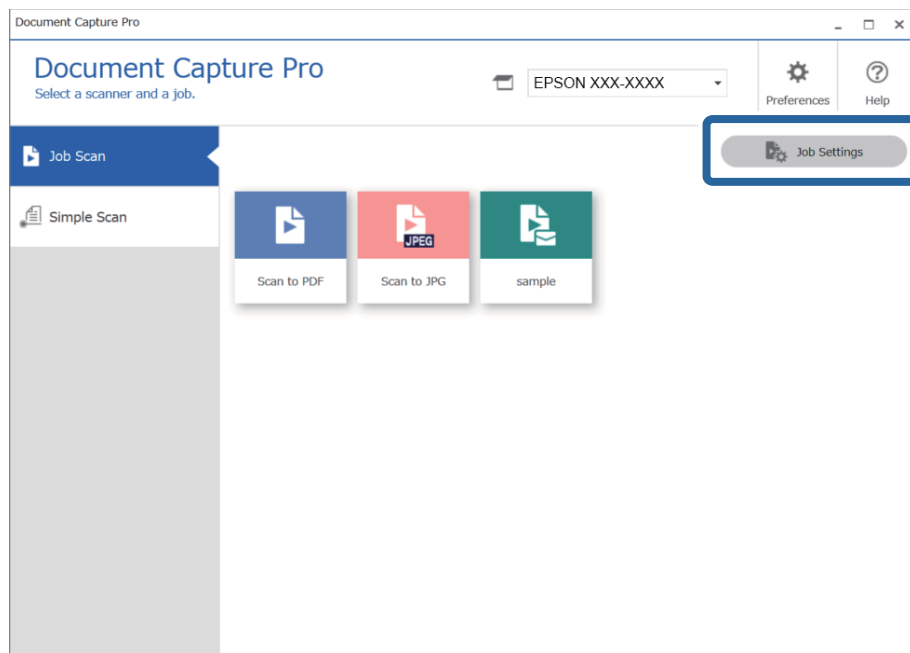 Document Capture Pro
Document Capture Pro
Select a scanner and a job.
EPSON XXX-XXXX
Preferences
Help
Job Scan
Job Settings
Simple Scan
JPEG
Scan to PDF
Scan to JPG
sample